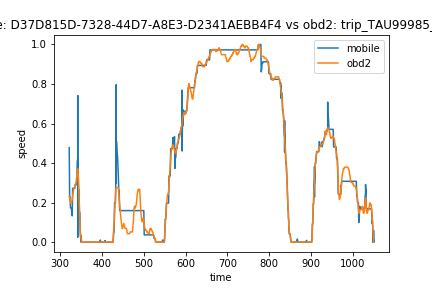 e: D37D815D-7328-44D7-A8E3-D2341AEBB4F4 vs obd2: trip_TAU99985_
mobile
obd2
1.0
0.8
0.6
0.4
0.2
0.0
speed
300 400 500 600 700 800 900 1000
time